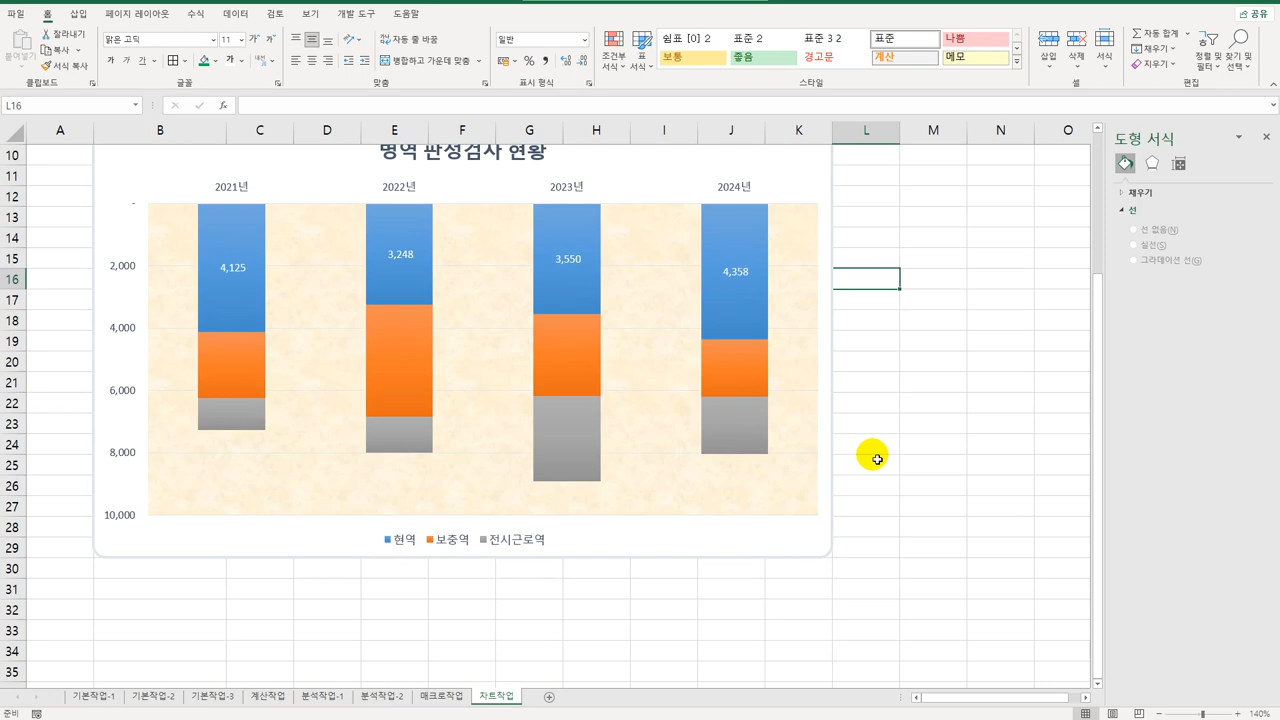 파일 홈 삽입 페이지 레이아웃 수식 데이터 검토 보기 개발 도구 도움말 공유
잘라내기 맑은 고딕 11 자동 줄 바꿈 일반 쉼표 [0] 2 표준 2 표준 3 2 표준 나쁨 자동 합계
붙여넣기 복사 조건부 서식 표 서식 채우기 삽입 삭제 서식 정렬 및 필터 찾기 및 선택
서식 복사 병합하고 가운데 맞춤 보통 좋음 경고문 계산 메모 지우기
클립보드 글꼴 맞춤 표시 형식 스타일 셀 편집
L16
A B C D E F G H I J K L M N O
도형 서식
채우기
선
선 없음(N)
실선(S)
그라데이션 선(G)
10
11
12
13
14
15
16
17
18
19
20
21
22
23
24
25
26
27
28
29
30
31
32
33
34
35
병역 판정검사 현황
2021년 2022년 2023년 2024년
-
2,000
4,000
6,000
8,000
10,000
4,125 3,248 3,550 4,358
현역 보충역 전시근로역
기본작업-1 기본작업-2 기본작업-3 계산작업 분석작업-1 분석작업-2 매크로작업 차트작업
준비 140%